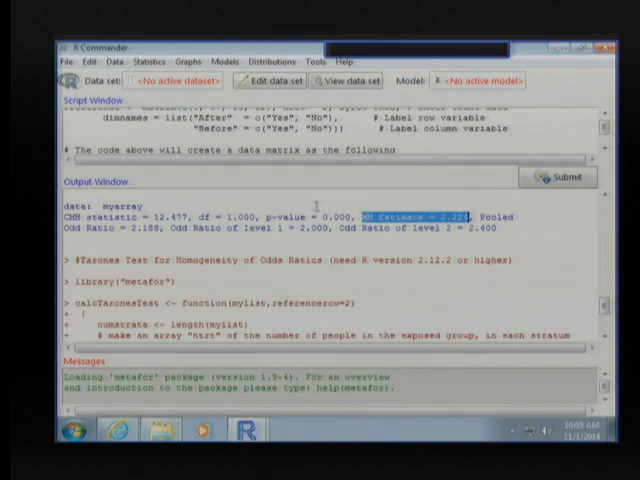 R Commander
File Edit Data Statistics Graphs Models Distributions Tools Help
Data set: <No active dataset> Edit data set View data set Model: <No active model>
Script Window
dimnames = list("After" = c("Yes", "No"), # Label row variable
"Before" = c("Yes", "No"))) # Label column variable
# The code above will create a data matrix as the following
Output Window
Submit
data: myarray
CMH statistic = 12.477, df = 1.000, p-value = 0.000, MH Estimate = 2.229, Pooled
Odd Ratio = 2.188, Odd Ratio of level 1 = 2.000, Odd Ratio of level 2 = 2.400
> #Tarones Test for Homogeneity of Odds Ratios (need R version 2.12.2 or higher)
> library("metafor")
> calcTaronesTest <- function(mylist,referencerow=2)
+ {
+ numstrata <- length(mylist)
+ # make an array "ntrt" of the number of people in the exposed group, in each stratum
Messages
Loading 'metafor' package (version 1.9-4). For an overview
and introduction to the package please type: help(metafor).
10:05 AM
11/1/2014